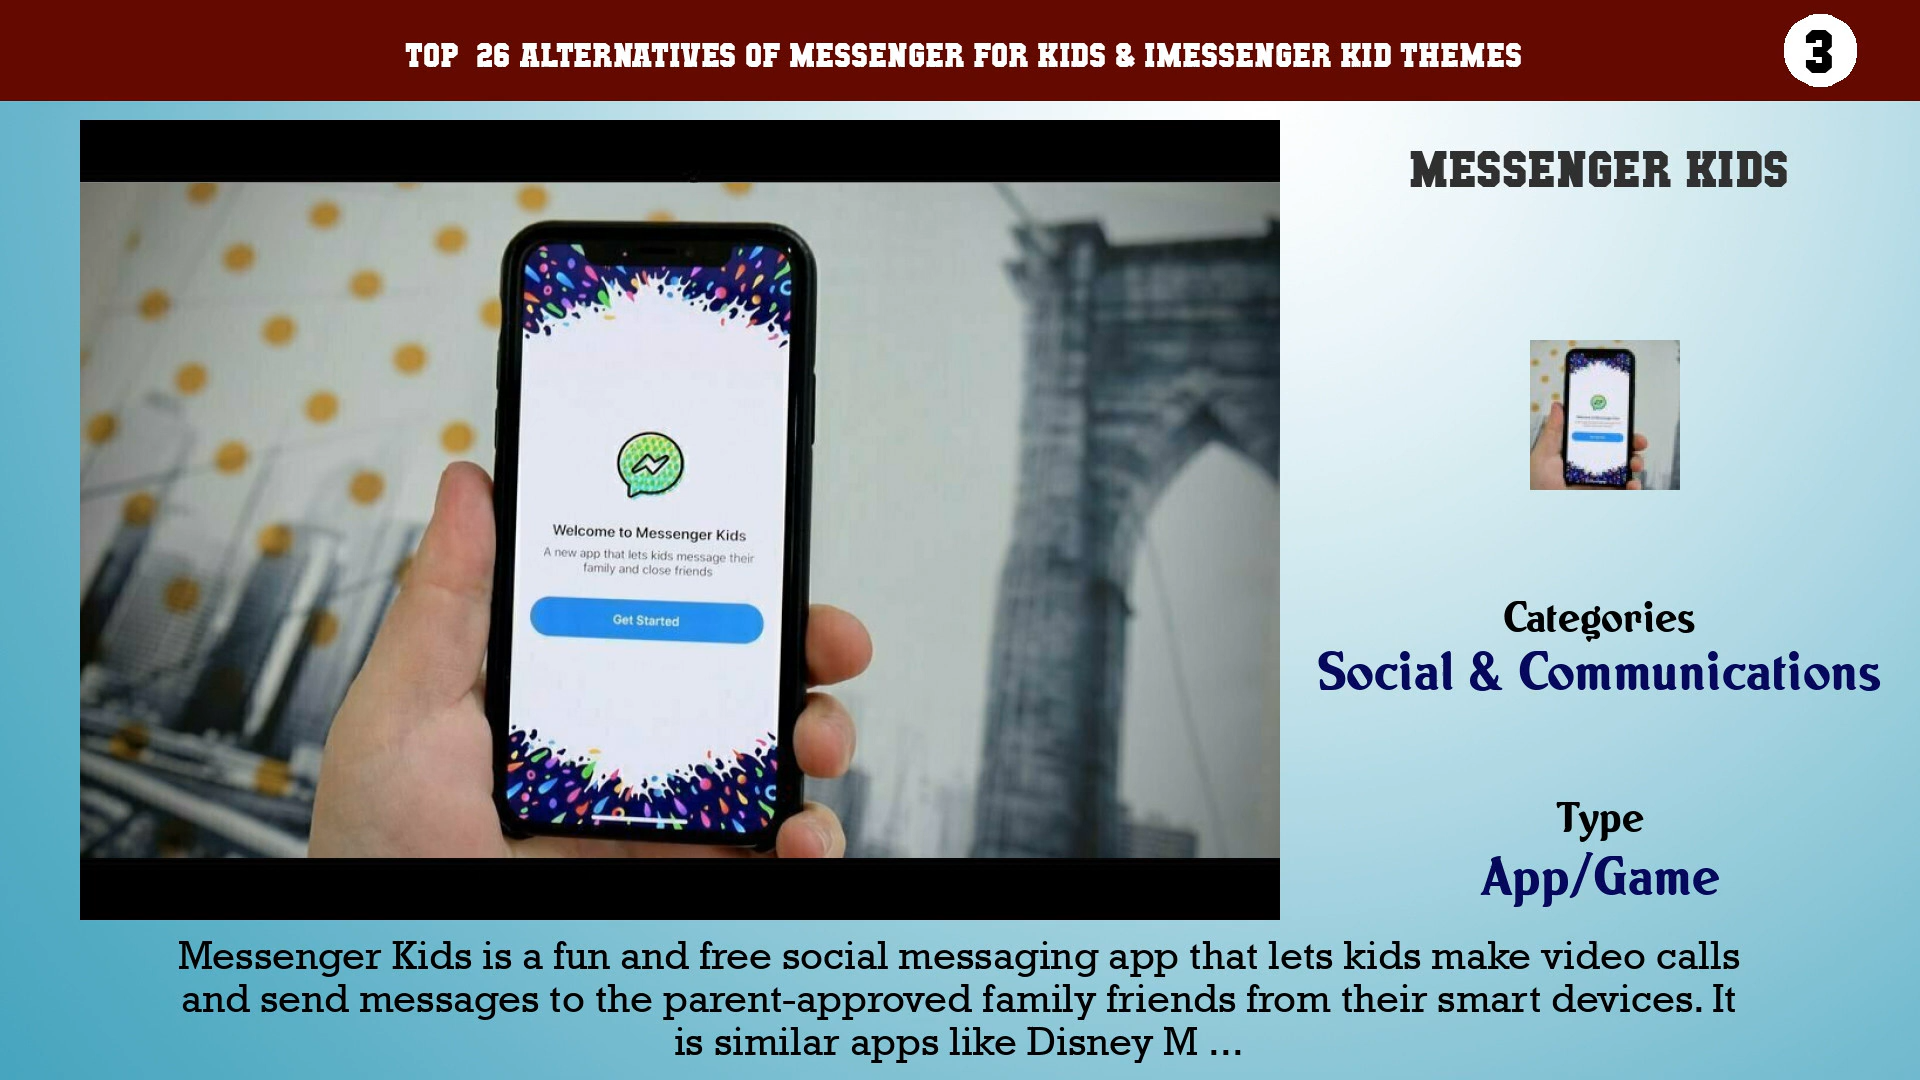 TOP 26 ALTERNATIVES OF MESSENGER FOR KIDS & IMESSENGER KID THEMES
3
MESSENGER KIDS
Welcome to Messenger Kids
A new app that lets kids message their
family and close friends
Get Started
Categories
Social & Communications
Type
App/Game
Messenger Kids is a fun and free social messaging app that lets kids make video calls
and send messages to the parent-approved family friends from their smart devices. It
is similar apps like Disney M ...